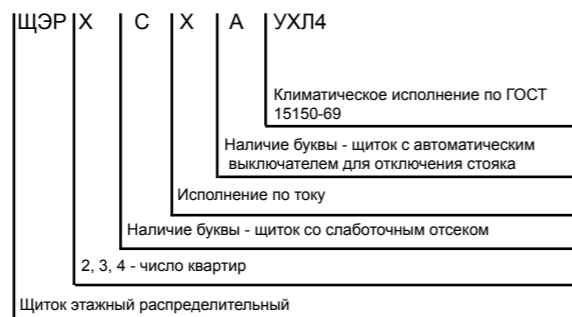 ЩЭР Х С Х А УХЛ4
Климатическое исполнение по ГОСТ
15150-69
Наличие буквы - щиток с автоматическим
выключателем для отключения стояка
Исполнение по току
Наличие буквы - щиток со слаботочным отсеком
2, 3, 4 - число квартир
Щиток этажный распределительный